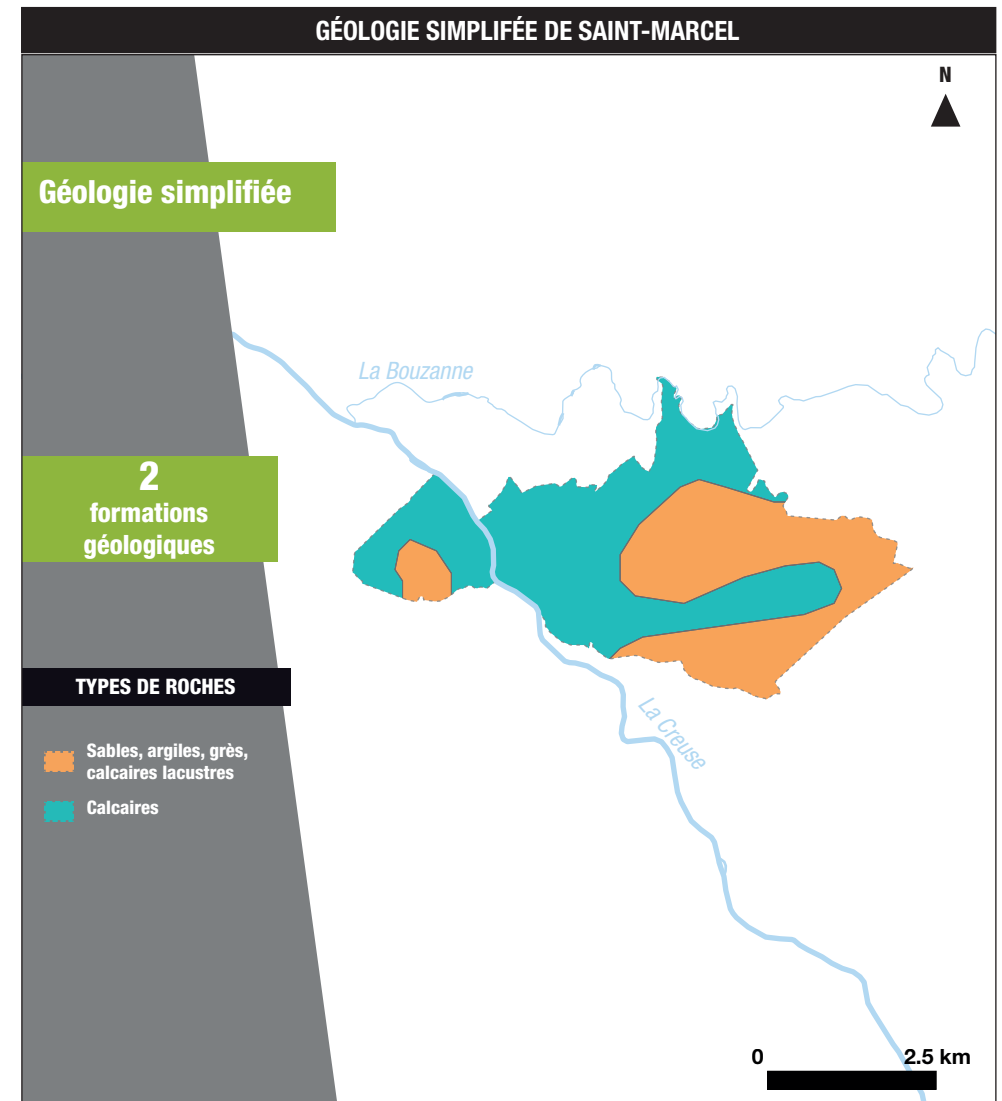 GÉOLOGIE SIMPLIFÉE DE SAINT-MARCEL
N
Géologie simplifiée
La Bouzanne
2
formations
géologiques
TYPES DE ROCHES
Sables, argiles, grès,
calcaires lacustres
Calcaires
La Creuse
0 2.5 km